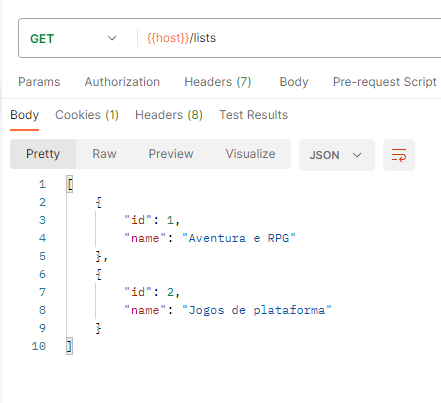 GET {{host}}/lists
Params Authorization Headers (7) Body Pre-request Script
Body Cookies (1) Headers (8) Test Results
Pretty Raw Preview Visualize JSON
1 [
2 {
3 "id": 1,
4 "name": "Aventura e RPG"
5 },
6 {
7 "id": 2,
8 "name": "Jogos de plataforma"
9 }
10 ]